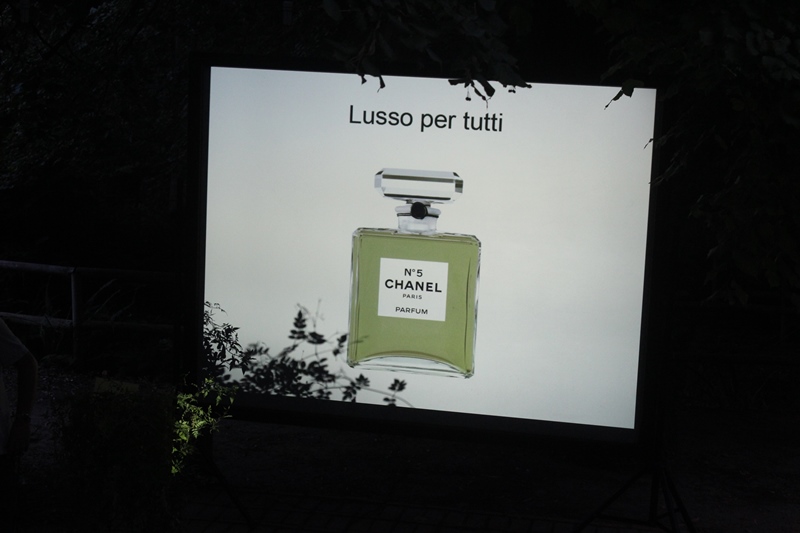 Lusso per tutti
N°5
CHANEL
PARIS
PARFUM